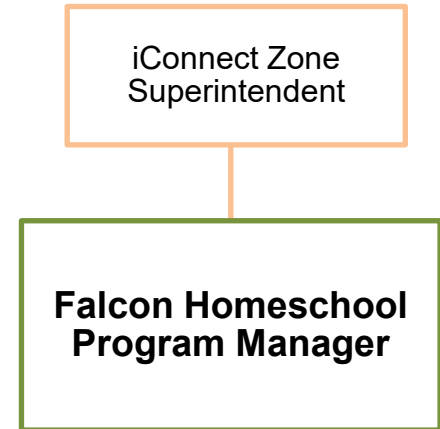 iConnect Zone
Superintendent
Falcon Homeschool
Program Manager